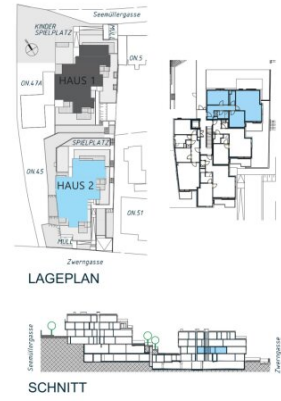 Seemüllergasse
KINDER
SPIELPLATZ
MÜLL
HAUS 1
ON.5
ON.47A
SPIELPLATZ
ON.45
HAUS 2
ON.51
MÜLL
Zwerngasse
LAGEPLAN
Seemüllergasse
Zwerngasse
SCHNITT